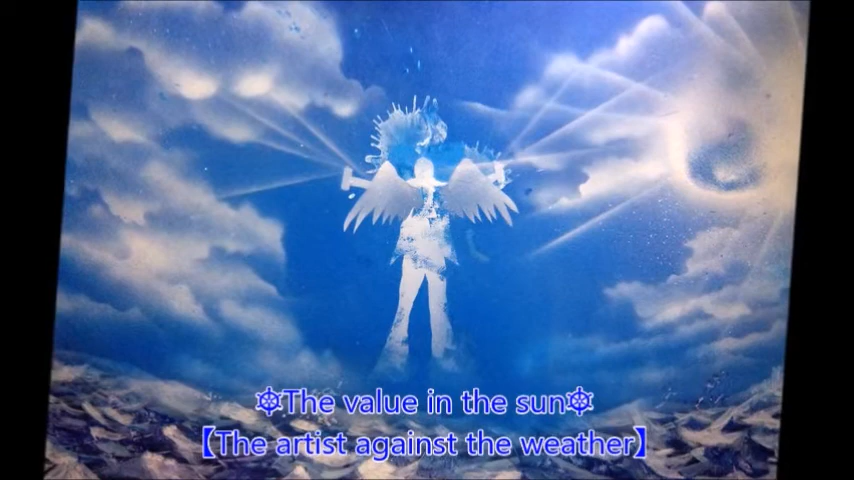 ☸The value in the sun☸
【The artist against the weather】